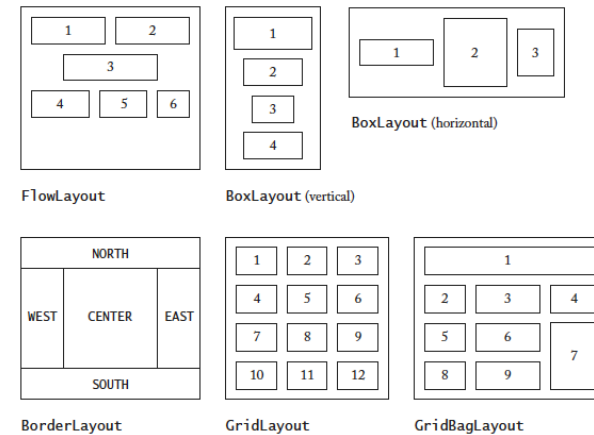 1 2
3
4 5 6
FlowLayout
1
2
3
4
BoxLayout (vertical)
1 2 3
BoxLayout (horizontal)
NORTH
WEST CENTER EAST
SOUTH
BorderLayout
1 2 3
4 5 6
7 8 9
10 11 12
GridLayout
1
2 3 4
5 6
7
8 9
GridBagLayout